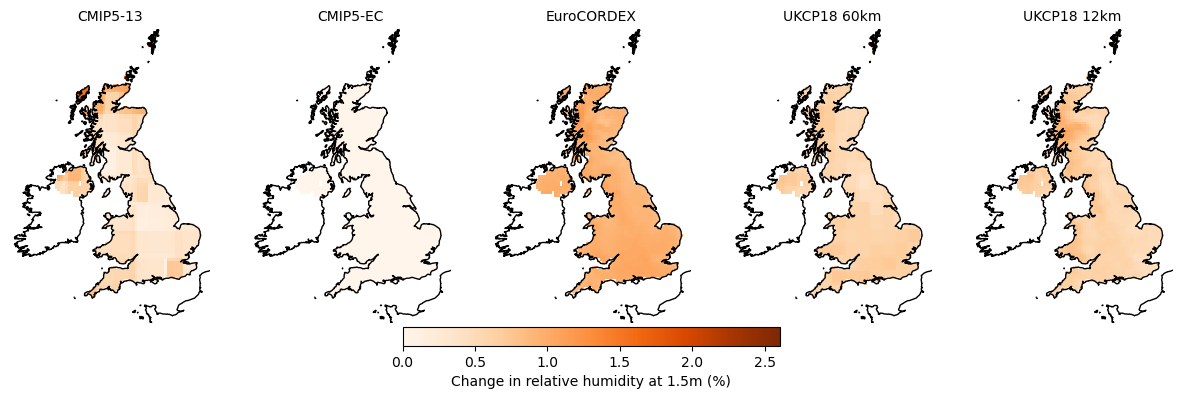 CMIP5-13
CMIP5-EC
EuroCORDEX
UKCP18 60km
UKCP18 12km
0.0
0.5
1.0
1.5
2.0
2.5
Change in relative humidity at 1.5m (%)